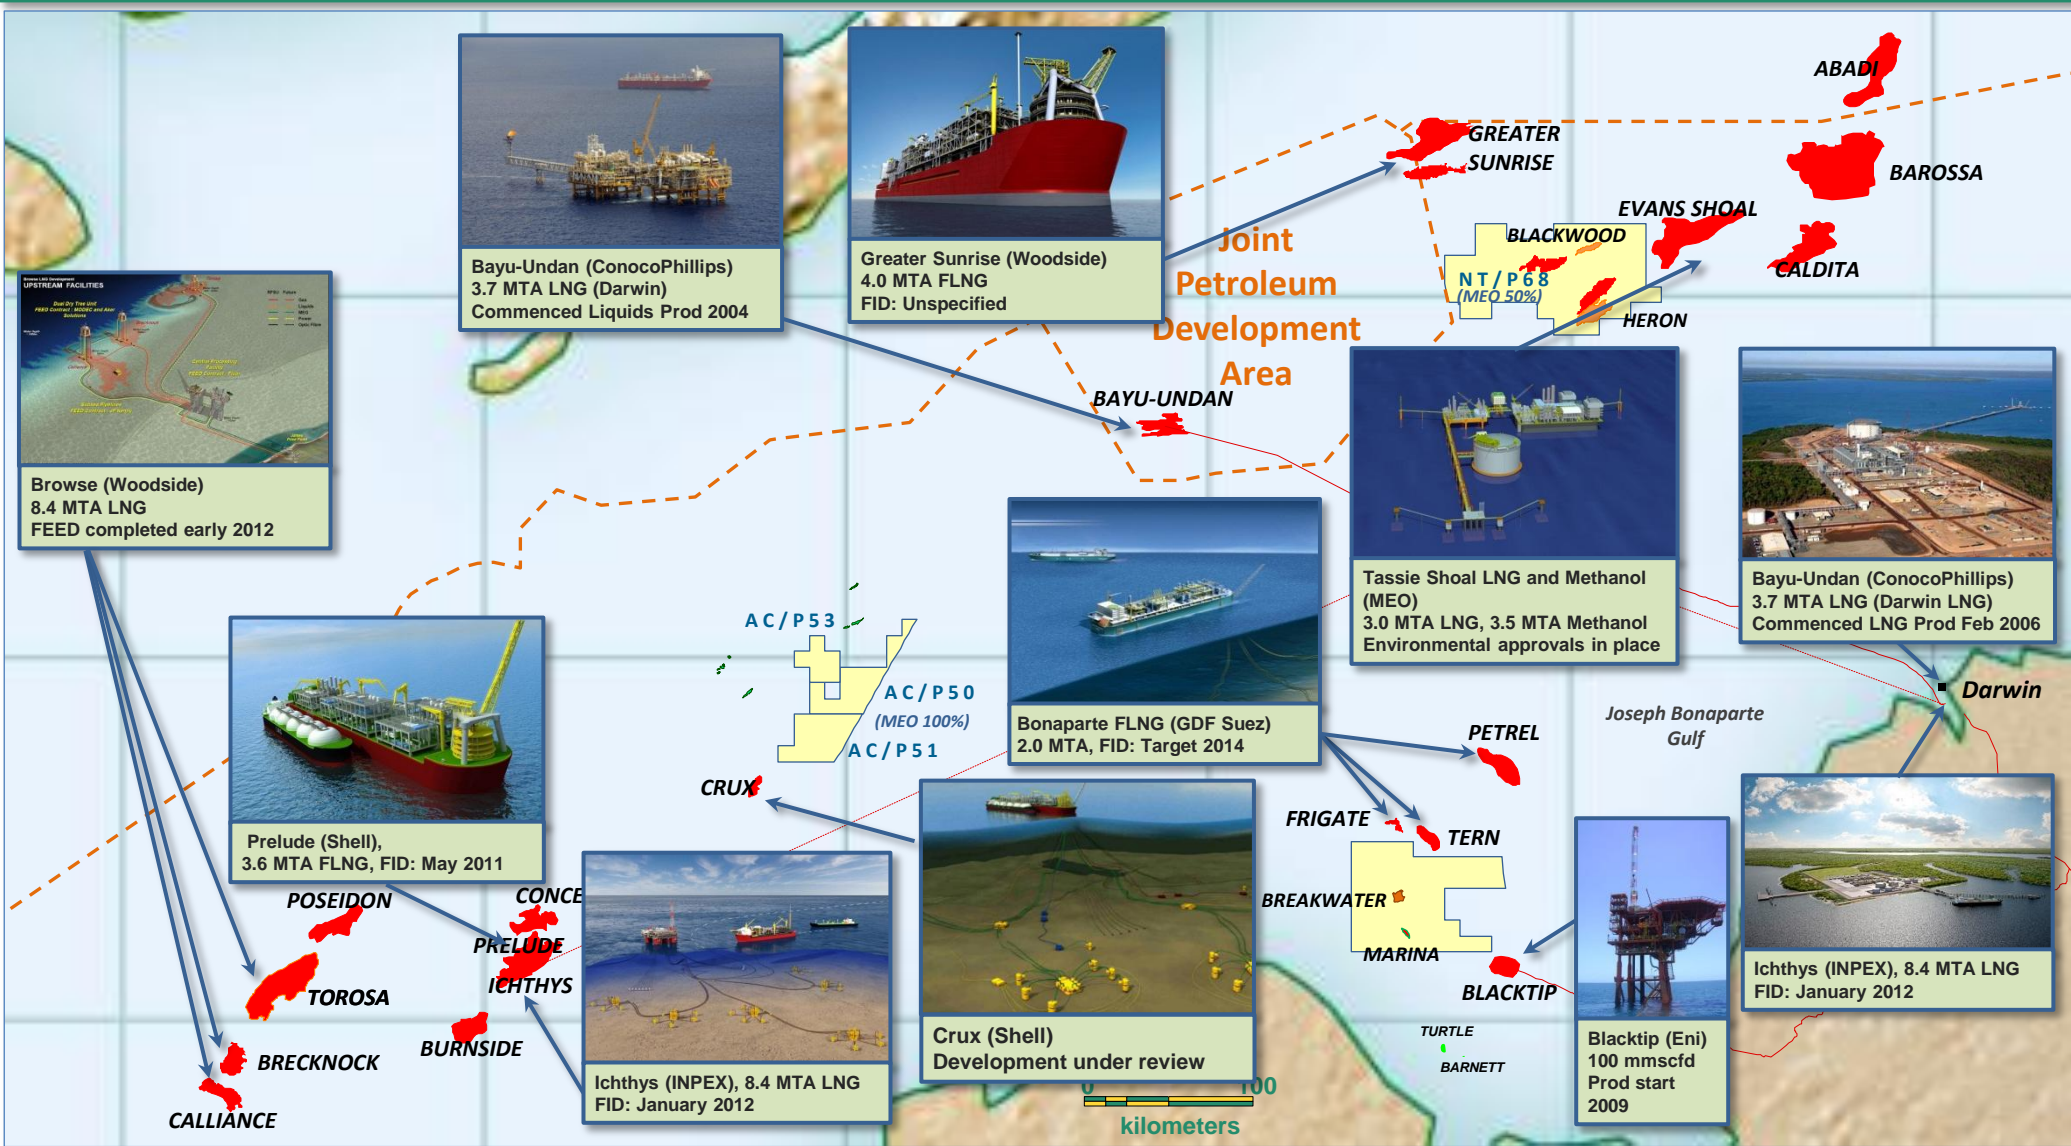 ABADI
GREATER
SUNRISE
BAROSSA
EVANS SHOAL
BLACKWOOD
CALDITA
NT/P68
(MEO 50%)
HERON
Joint
Petroleum
Development
Area
Bayu-Undan (ConocoPhillips)
3.7 MTA LNG (Darwin)
Commenced Liquids Prod 2004
Greater Sunrise (Woodside)
4.0 MTA FLNG
FID: Unspecified
UPSTREAM FACILITIES
Browse (Woodside)
8.4 MTA LNG
FEED completed early 2012
BAYU-UNDAN
Tassie Shoal LNG and Methanol
(MEO)
3.0 MTA LNG, 3.5 MTA Methanol
Environmental approvals in place
Bayu-Undan (ConocoPhillips)
3.7 MTA LNG (Darwin LNG)
Commenced LNG Prod Feb 2006
AC/P53
AC/P50
(MEO 100%)
AC/P51
Bonaparte FLNG (GDF Suez)
2.0 MTA, FID: Target 2014
Darwin
Joseph Bonaparte
Gulf
PETREL
CRUX
FRIGATE
TERN
Prelude (Shell),
3.6 MTA FLNG, FID: May 2011
POSEIDON
CONCE
PRELUDE
ICHTHYS
TOROSA
BURNSIDE
BRECKNOCK
CALLIANCE
BREAKWATER
MARINA
BLACKTIP
TURTLE
BARNETT
Ichthys (INPEX), 8.4 MTA LNG
FID: January 2012
Crux (Shell)
Development under review
Blacktip (Eni)
100 mmscfd
Prod start
2009
Ichthys (INPEX), 8.4 MTA LNG
FID: January 2012
0 100
kilometers